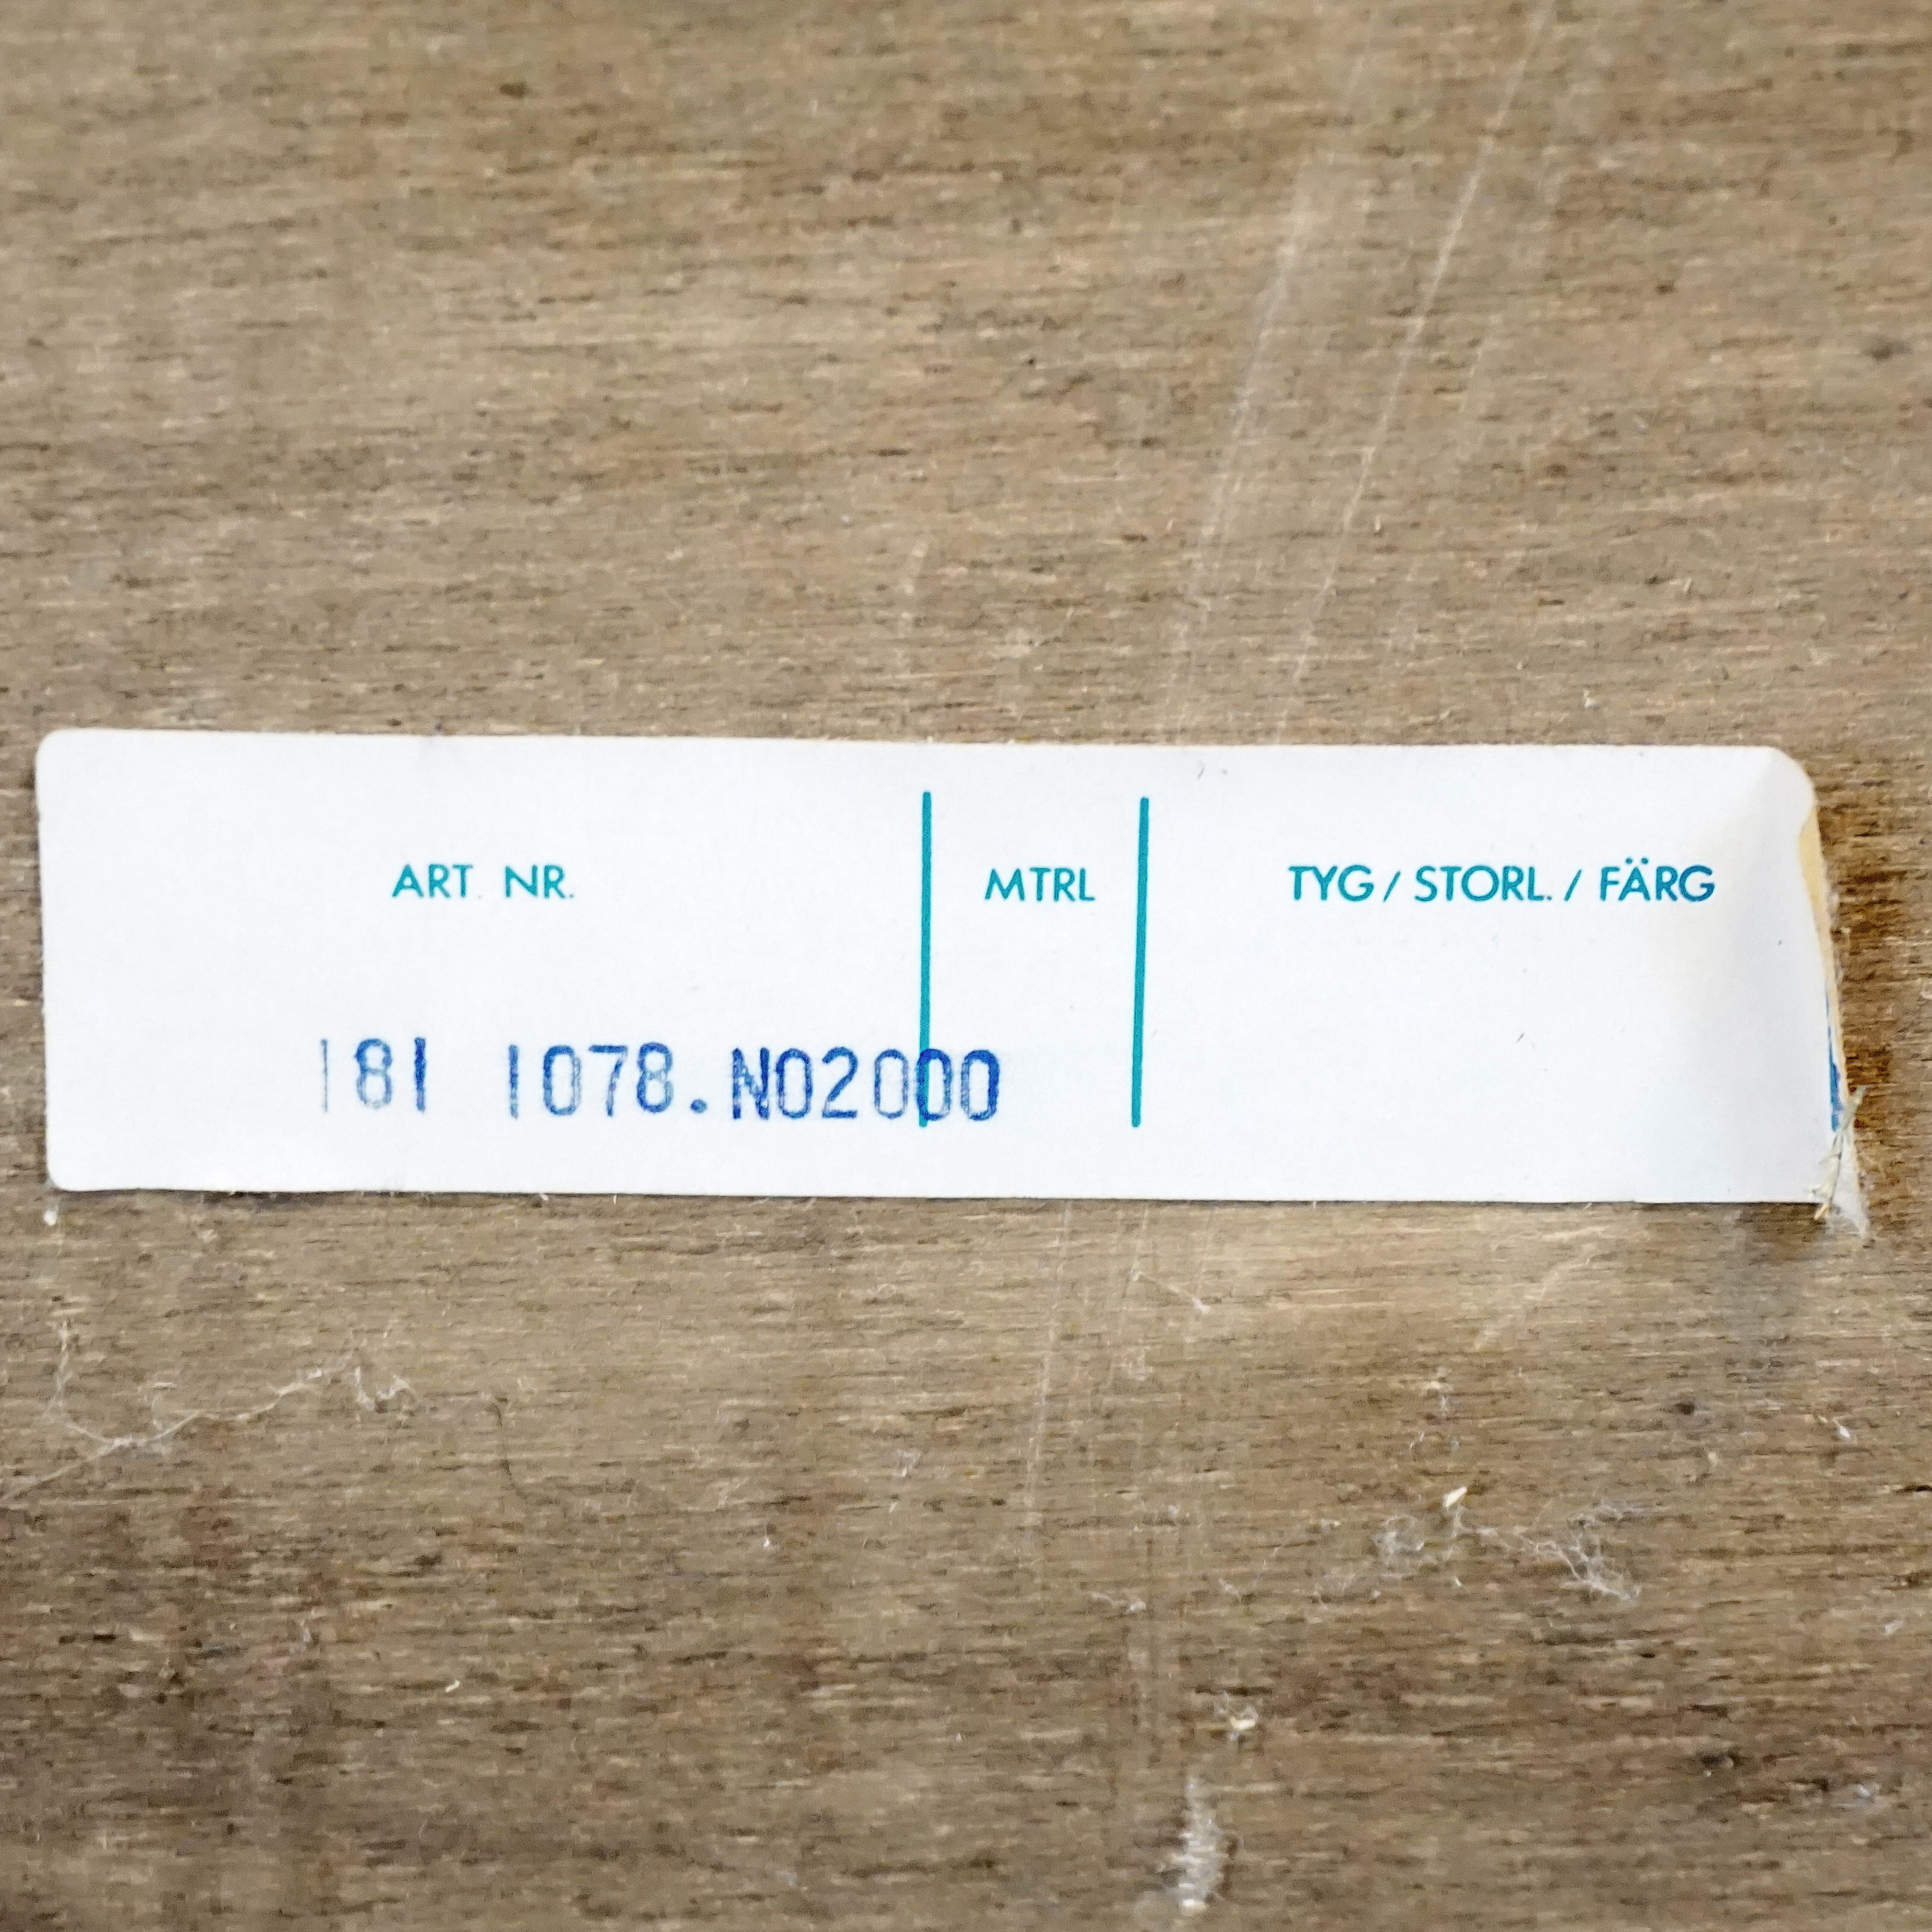 ART. NR. MTRL TYG / STORL. / FÄRG
181 1078.N02000